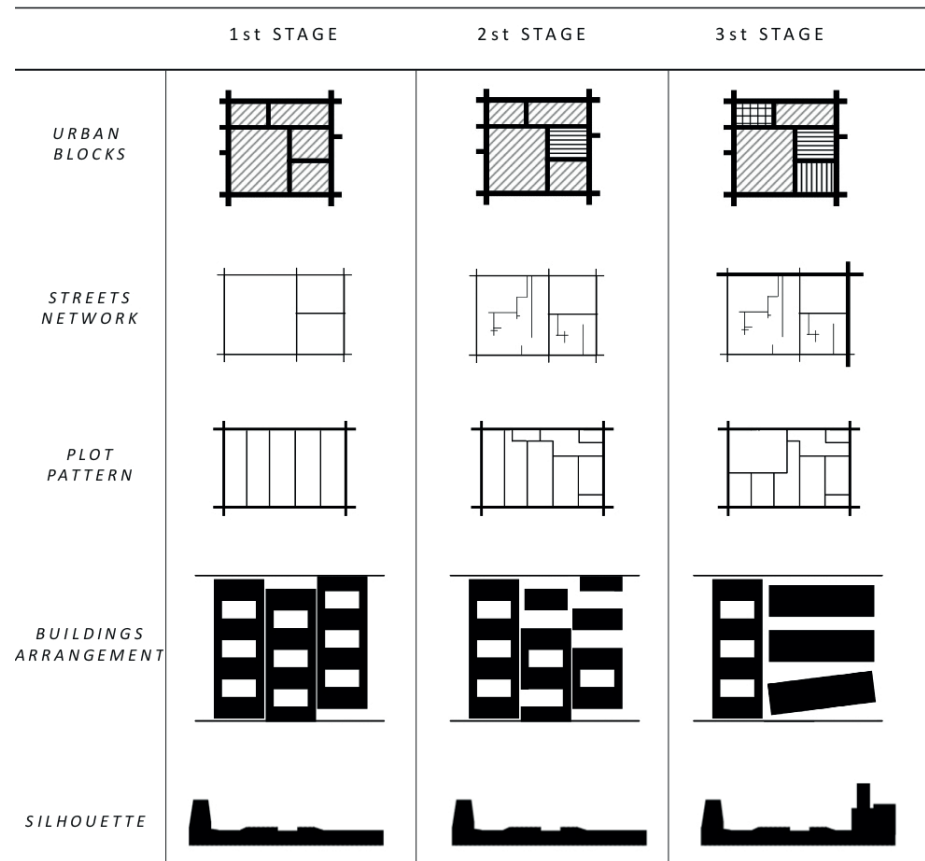 1st STAGE
2st STAGE
3st STAGE
URBAN
BLOCKS
STREETS
NETWORK
PLOT
PATTERN
BUILDINGS
ARRANGEMENT
SILHOUETTE